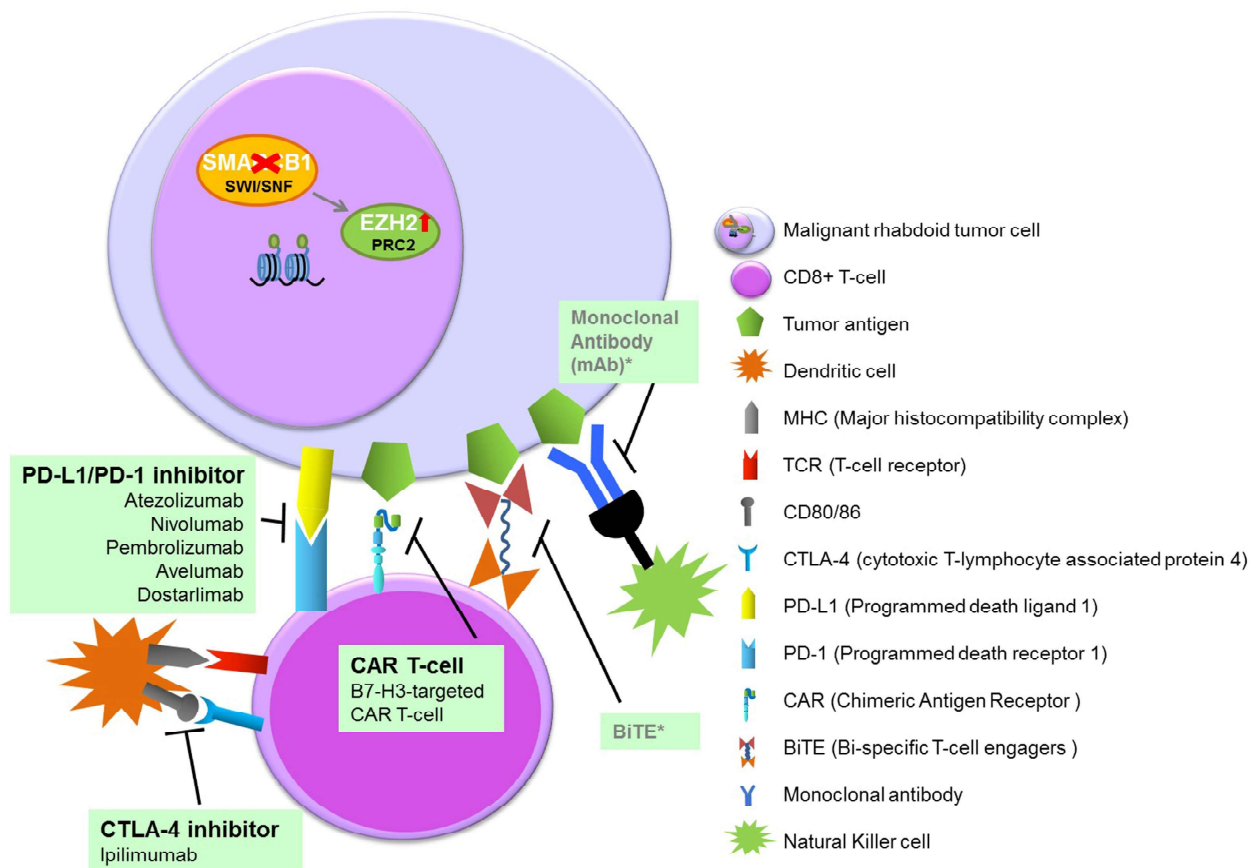 SMARCB1
SWI/SNF
EZH2
PRC2
Monoclonal
Antibody
(mAb)*
PD-L1/PD-1 inhibitor
Atezolizumab
Nivolumab
Pembrolizumab
Avelumab
Dostarlimab
CAR T-cell
B7-H3-targeted
CAR T-cell
BiTE*
CTLA-4 inhibitor
Ipilimumab
Malignant rhabdoid tumor cell
CD8+ T-cell
Tumor antigen
Dendritic cell
MHC (Major histocompatibility complex)
TCR (T-cell receptor)
CD80/86
CTLA-4 (cytotoxic T-lymphocyte associated protein 4)
PD-L1 (Programmed death ligand 1)
PD-1 (Programmed death receptor 1)
CAR (Chimeric Antigen Receptor )
BiTE (Bi-specific T-cell engagers )
Monoclonal antibody
Natural Killer cell